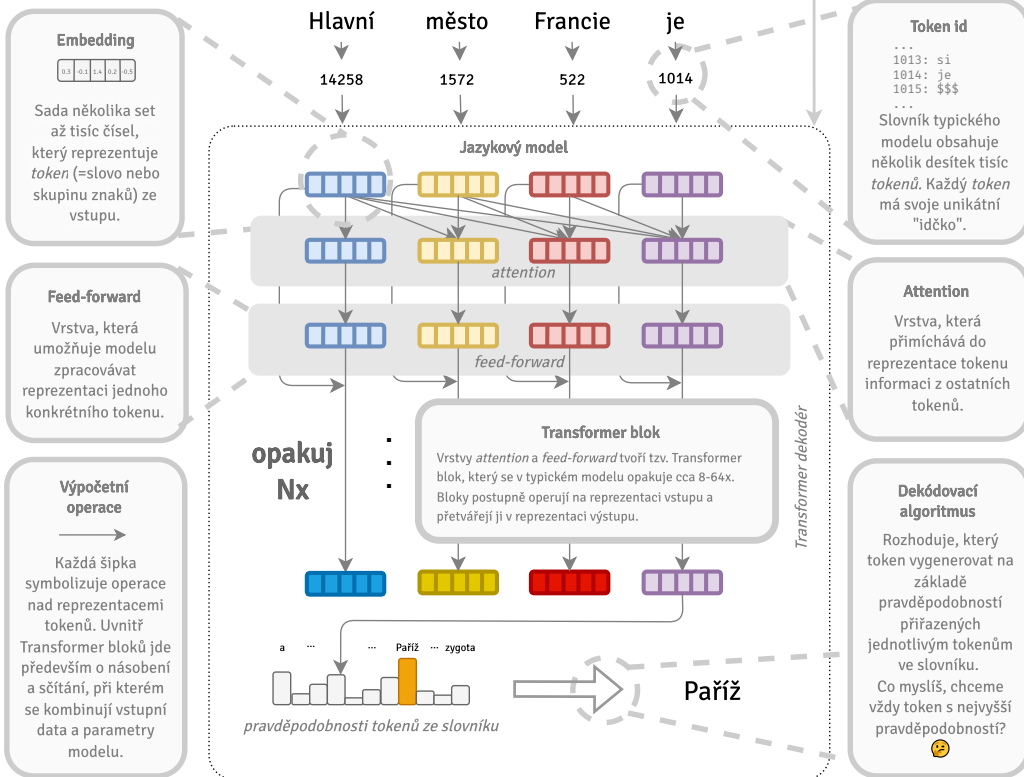 Hlavní město Francie je
14258 1572 522 1014
Embedding
0.3 -0.1 1.4 0.2 -0.5
Sada několika set
až tisíc čísel,
který reprezentuje
token (=slovo nebo
skupinu znaků) ze
vstupu.
Token id
...
1013: si
1014: je
1015: $$$
...
Slovník typického
modelu obsahuje
několik desítek tisíc
tokenů. Každý token
má svoje unikátní
"idčko".
Jazykový model
attention
feed-forward
Feed-forward
Vrstva, která
umožňuje modelu
zpracovávat
reprezentaci jednoho
konkrétního tokenu.
Attention
Vrstva, která
přimíchává do
reprezentace tokenu
informaci z ostatních
tokenů.
opakuj
Nx
Transformer blok
Vrstvy attention a feed-forward tvoří tzv. Transformer
blok, který se v typickém modelu opakuje cca 8-64x.
Bloky postupně operují na reprezentaci vstupu a
přetvářejí ji v reprezentaci výstupu.
Transformer dekodér
Výpočetní
operace
Každá šipka
symbolizuje operace
nad reprezentacemi
tokenů. Uvnitř
Transformer bloků jde
především o násobení
a sčítání, při kterém
se kombinují vstupní
data a parametry
modelu.
Dekódovací
algoritmus
Rozhoduje, který
token vygenerovat na
základě
pravděpodobností
přiřazených
jednotlivým tokenům
ve slovníku.
Co myslíš, chceme
vždy token s nejvyšší
pravděpodobností?
a ... ... Paříž ... zygota
pravděpodobnosti tokenů ze slovníku
Paříž